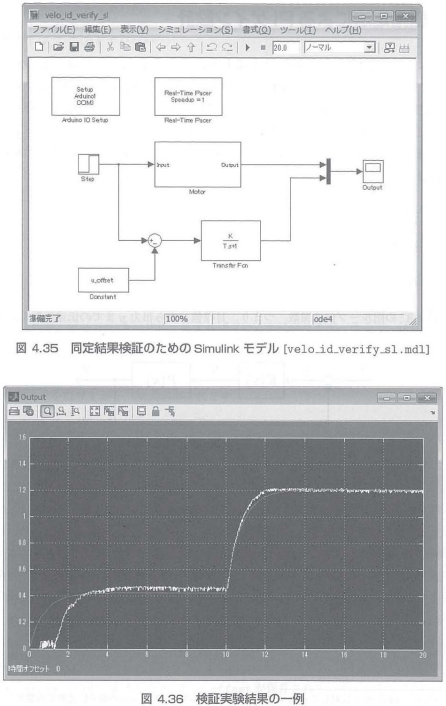 velo_id_verify_sl
ファイル(F) 編集(E) 表示(V) シミュレーション(S) 書式(O) ツール(T) ヘルプ(H)
20.0
ノーマル
Setup
Arduino1
COM3
Arduino IO Setup
Real-Time Pacer
Speedup = 1
Real-Time Pacer
Step
Input
Output
Motor
Output
K
T.s+1
Transfer Fcn
u_offset
Constant
準備完了
100%
ode4
図 4.35 同定結果検証のための Simulink モデル [velo_id_verify_sl.mdl]
Output
1.6
1.4
1.2
1
0.8
0.6
0.4
0.2
0
0 2 4 6 8 10 12 14 16 18 20
時間オフセット: 0
図 4.36 検証実験結果の一例